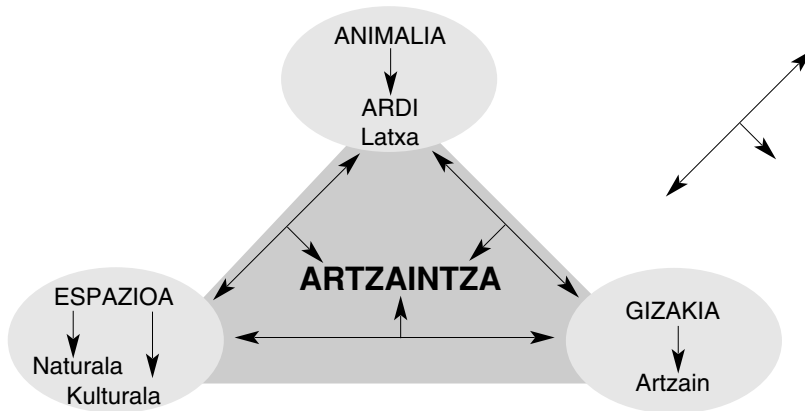 ANIMALIA
ARDI
Latxa
ARTZAINTZA
ESPAZIOA
Naturala
Kulturala
GIZAKIA
Artzain